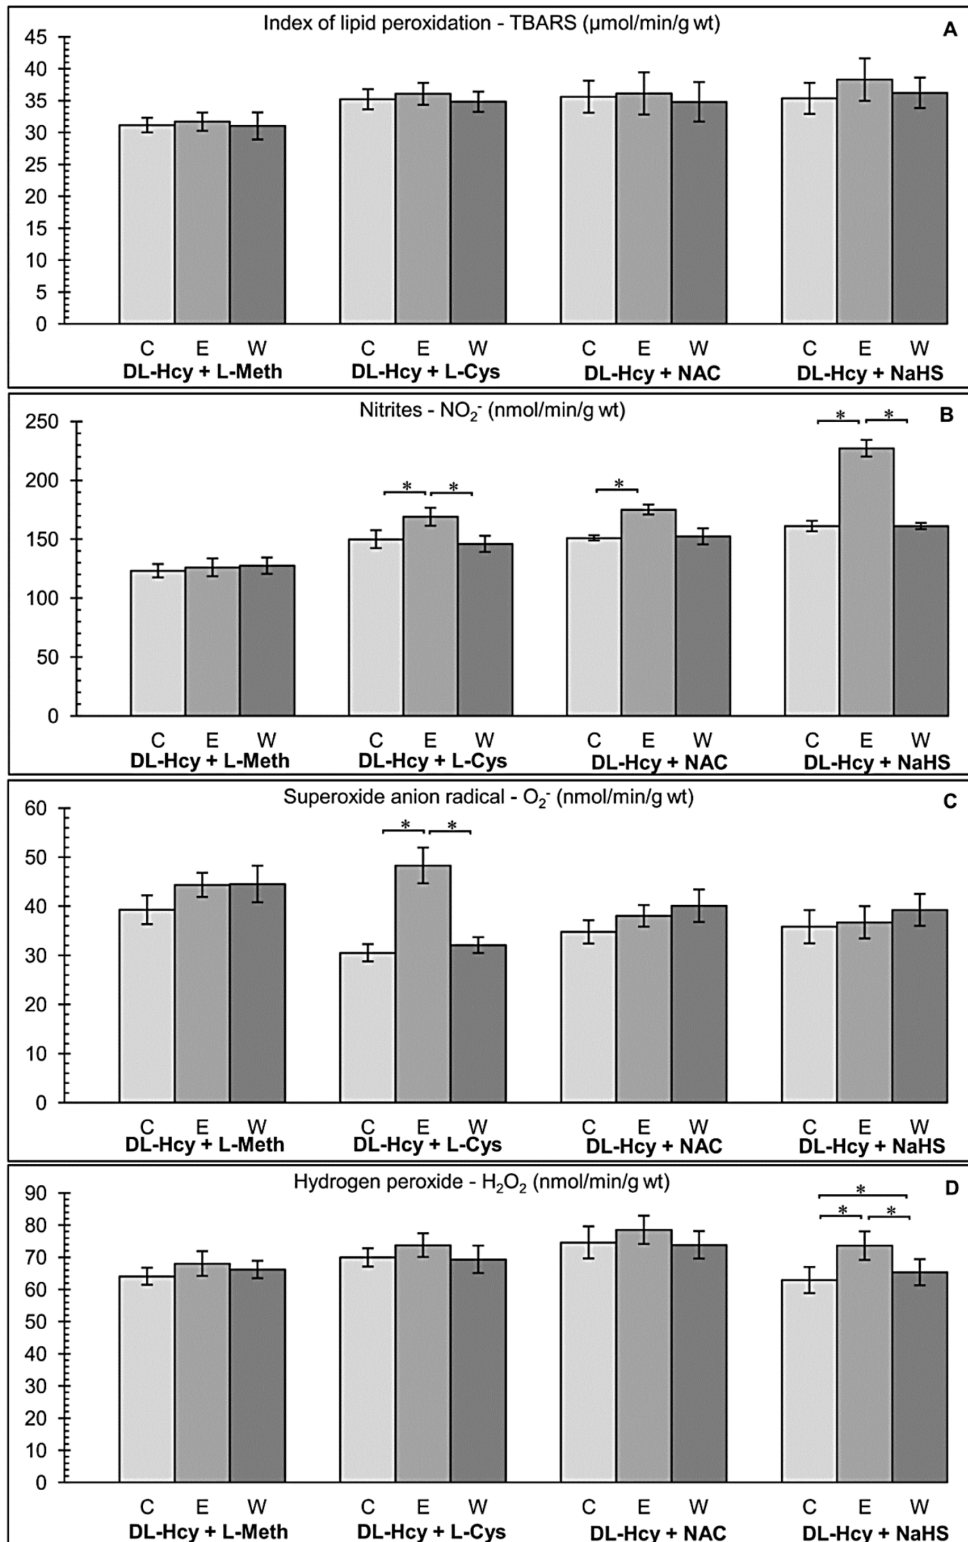 Index of lipid peroxidation - TBARS (µmol/min/g wt)
A
45
40
35
30
25
20
15
10
5
0
C E W C E W C E W C E W
DL-Hcy + L-Meth DL-Hcy + L-Cys DL-Hcy + NAC DL-Hcy + NaHS
Nitrites - NO₂⁻ (nmol/min/g wt)
B
250
200
150
100
50
0
* * * * *
C E W C E W C E W C E W
DL-Hcy + L-Meth DL-Hcy + L-Cys DL-Hcy + NAC DL-Hcy + NaHS
Superoxide anion radical - O₂⁻ (nmol/min/g wt)
C
60
50
40
30
20
10
0
* *
C E W C E W C E W C E W
DL-Hcy + L-Meth DL-Hcy + L-Cys DL-Hcy + NAC DL-Hcy + NaHS
Hydrogen peroxide - H₂O₂ (nmol/min/g wt)
D
90
80
70
60
50
40
30
20
10
0
*
* *
C E W C E W C E W C E W
DL-Hcy + L-Meth DL-Hcy + L-Cys DL-Hcy + NAC DL-Hcy + NaHS